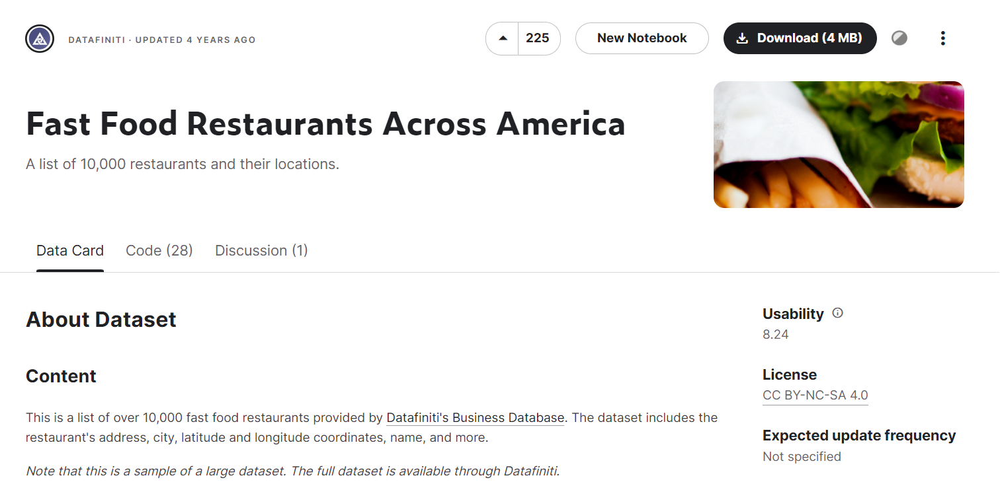 DATAFINITI · UPDATED 4 YEARS AGO
225
New Notebook
Download (4 MB)
Fast Food Restaurants Across America
A list of 10,000 restaurants and their locations.
Data Card
Code (28)
Discussion (1)
About Dataset
Content
This is a list of over 10,000 fast food restaurants provided by Datafiniti's Business Database. The dataset includes the
restaurant's address, city, latitude and longitude coordinates, name, and more.
Note that this is a sample of a large dataset. The full dataset is available through Datafiniti.
Usability
8.24
License
CC BY-NC-SA 4.0
Expected update frequency
Not specified